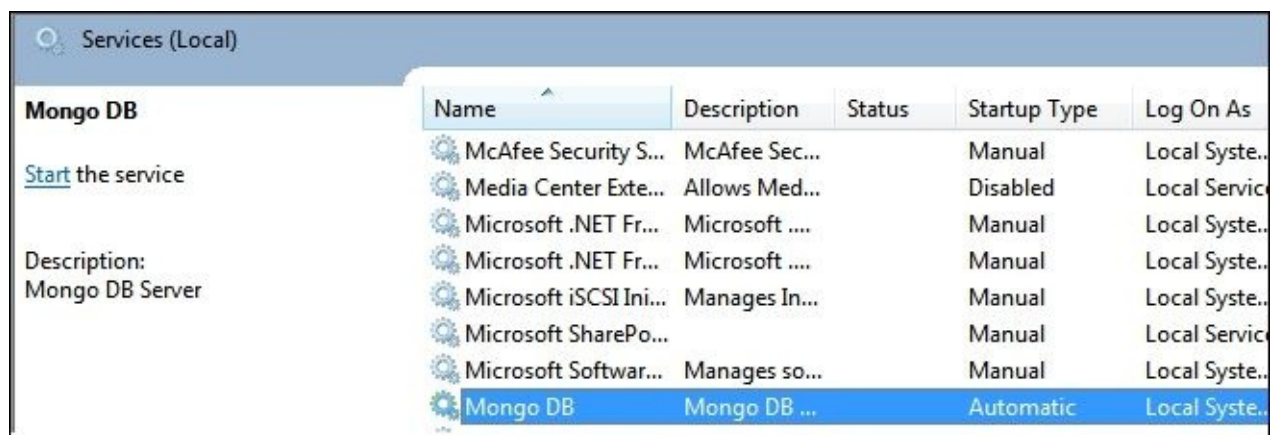 Services (Local)
Mongo DB
Start the service
Description:
Mongo DB Server
Name Description Status Startup Type Log On As
McAfee Security S... McAfee Sec... Manual Local Syste..
Media Center Exte... Allows Med... Disabled Local Servic
Microsoft .NET Fr... Microsoft .... Manual Local Syste..
Microsoft .NET Fr... Microsoft .... Manual Local Syste..
Microsoft iSCSI Ini... Manages In... Manual Local Syste..
Microsoft SharePo... Manual Local Servic
Microsoft Softwar... Manages so... Manual Local Syste..
Mongo DB Mongo DB ... Automatic Local Syste..